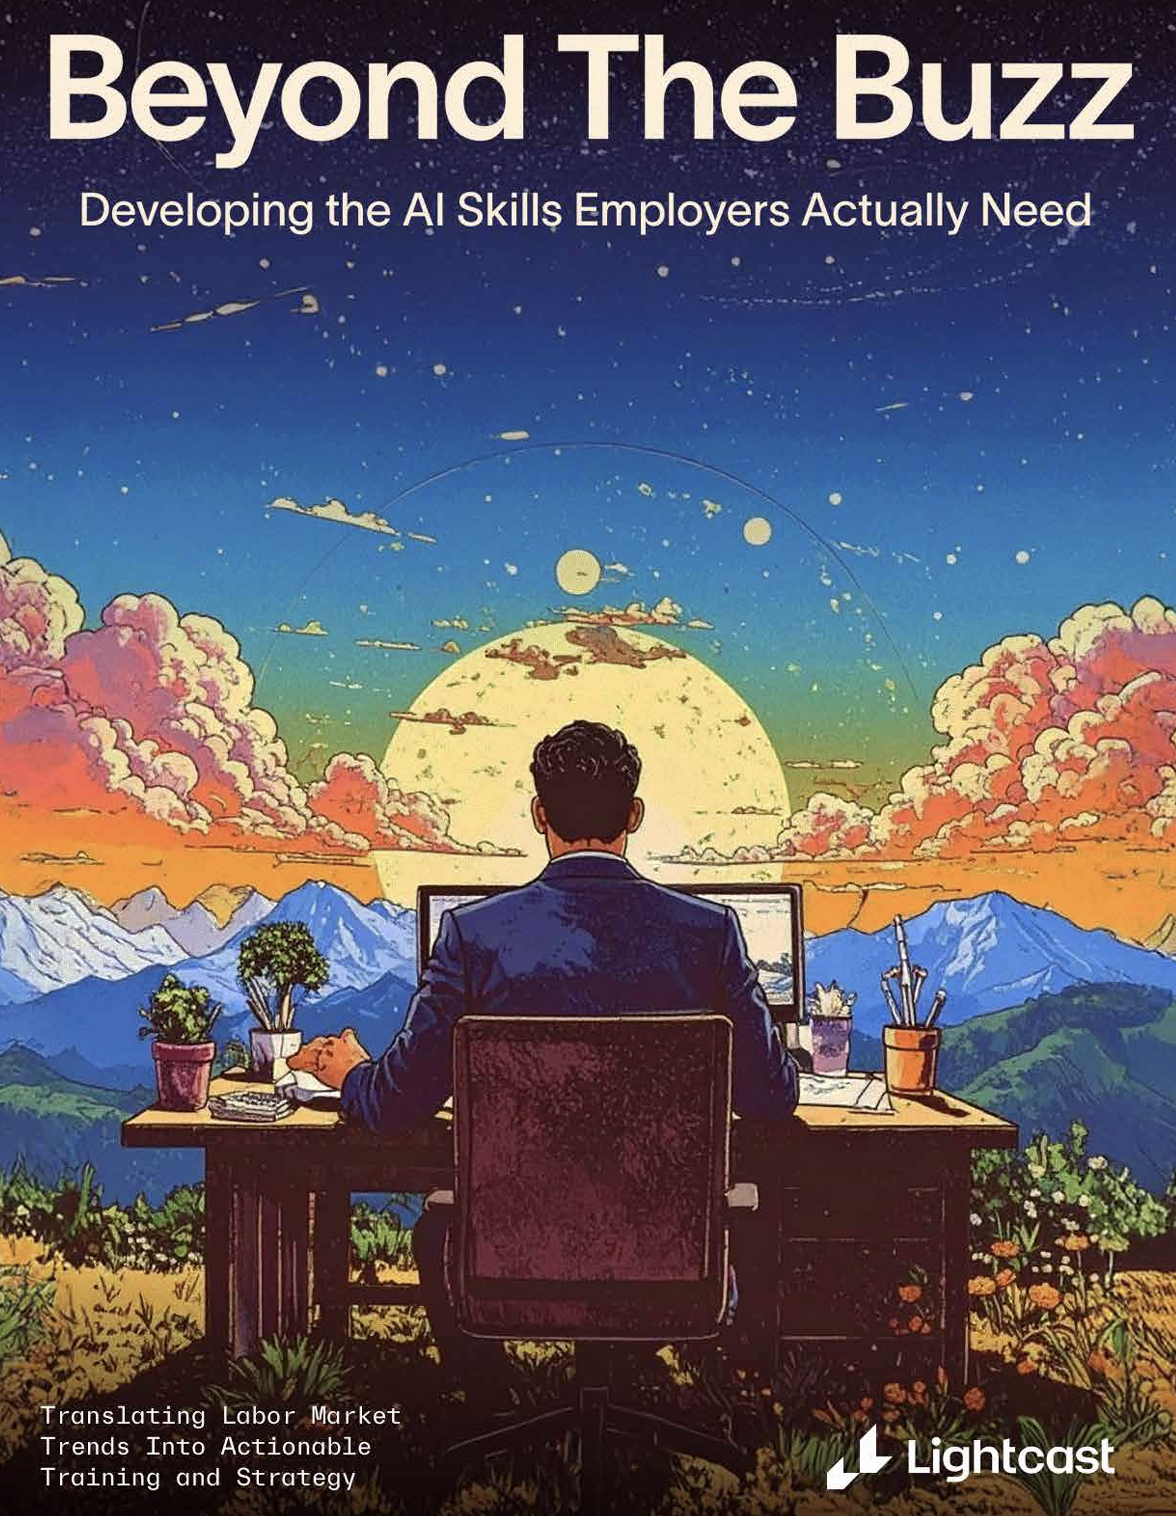 Beyond The Buzz
Developing the AI Skills Employers Actually Need
Translating Labor Market
Trends Into Actionable
Training and Strategy
Lightcast